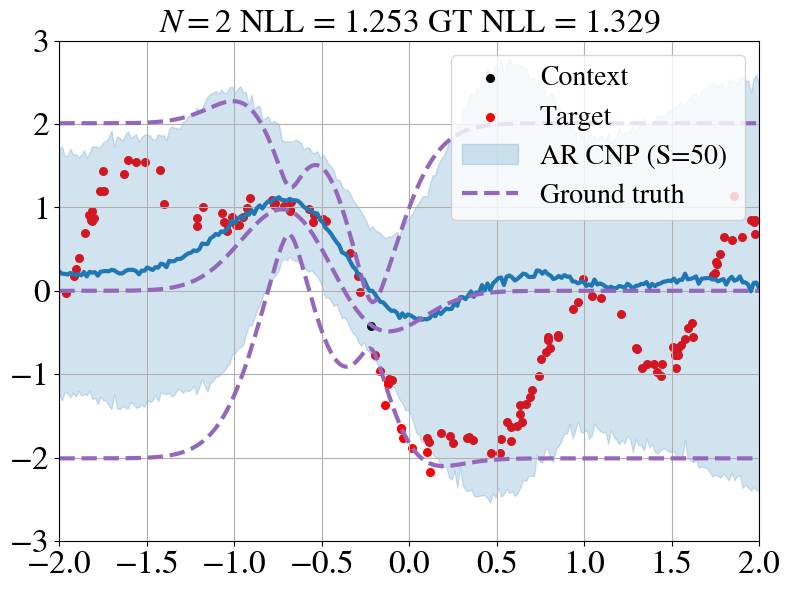 N = 2 NLL = 1.253 GT NLL = 1.329
3
2
1
0
−1
−2
−3
Context
Target
AR CNP (S=50)
Ground truth
−2.0 −1.5 −1.0 −0.5 0.0 0.5 1.0 1.5 2.0